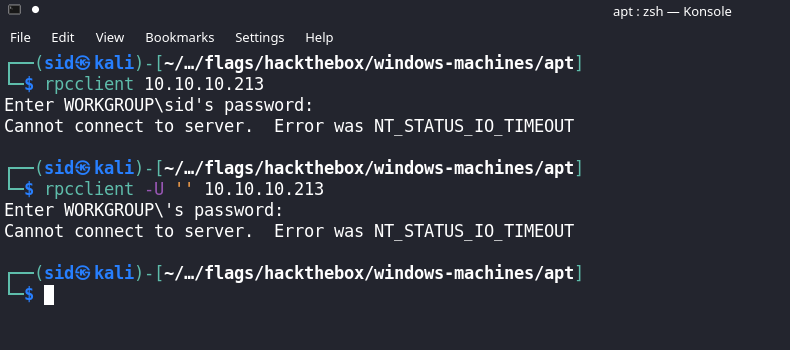 apt : zsh — Konsole
File Edit View Bookmarks Settings Help
┌──(sid㉿kali)-[~/…/flags/hackthebox/windows-machines/apt]
└─$ rpcclient 10.10.10.213
Enter WORKGROUP\sid's password:
Cannot connect to server.  Error was NT_STATUS_IO_TIMEOUT
┌──(sid㉿kali)-[~/…/flags/hackthebox/windows-machines/apt]
└─$ rpcclient -U '' 10.10.10.213
Enter WORKGROUP\'s password:
Cannot connect to server.  Error was NT_STATUS_IO_TIMEOUT
┌──(sid㉿kali)-[~/…/flags/hackthebox/windows-machines/apt]
└─$